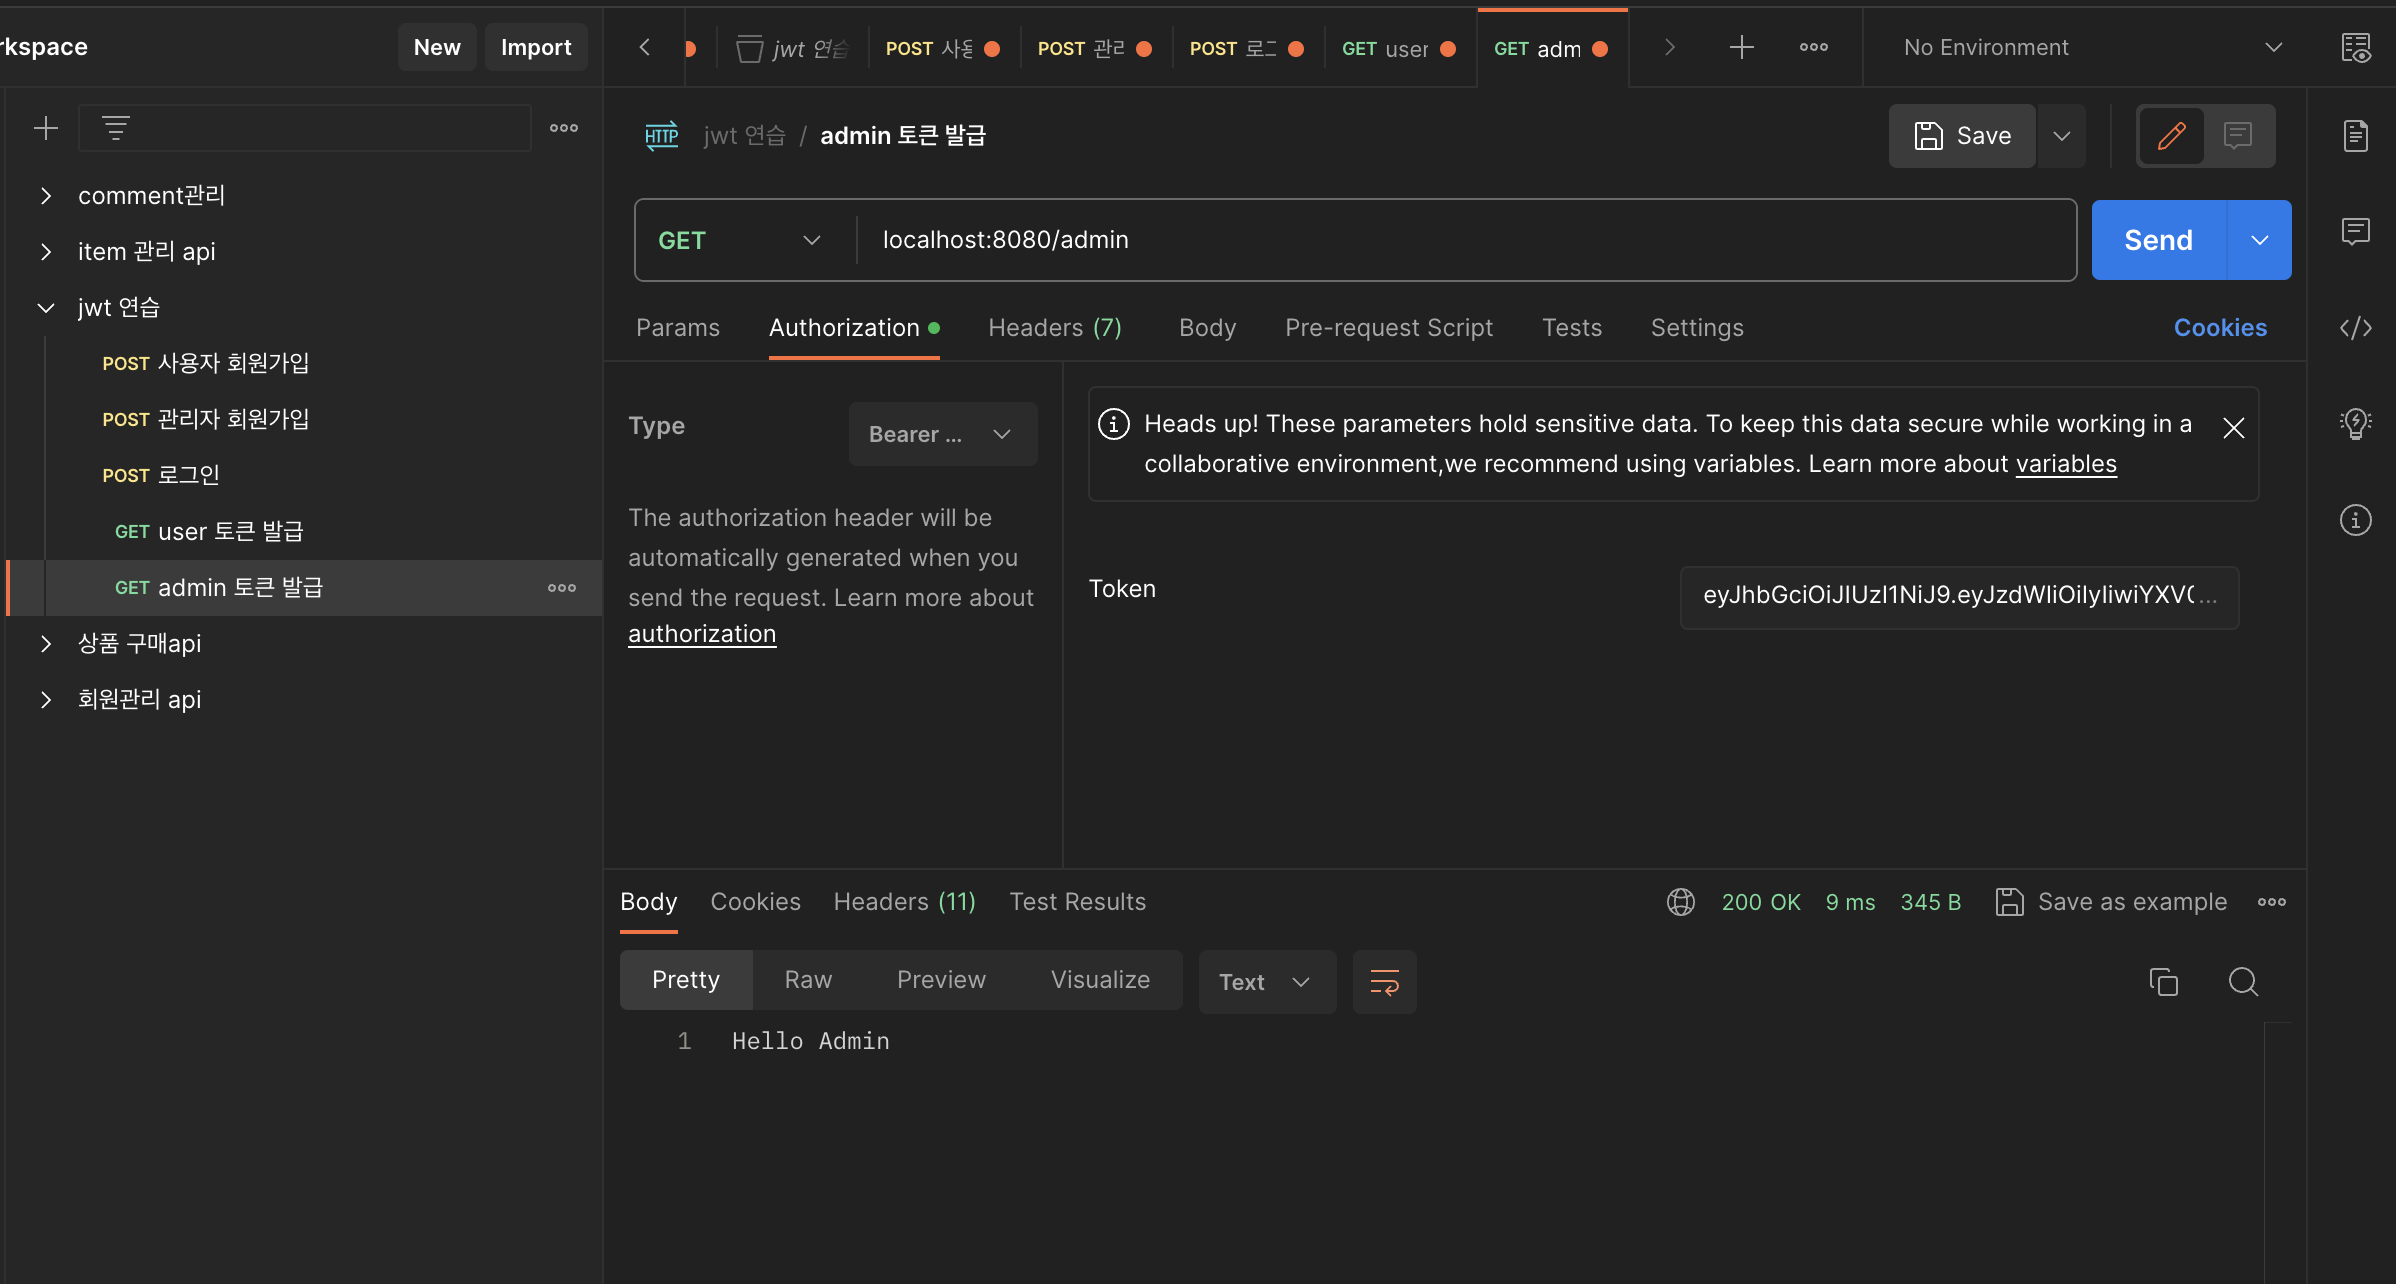 rkspace
New
Import
jwt 연습
POST 사용
POST 관리
POST 로그
GET user
GET adm
No Environment
HTTP
jwt 연습 / admin 토큰 발급
Save
comment관리
item 관리 api
jwt 연습
POST 사용자 회원가입
POST 관리자 회원가입
POST 로그인
GET user 토큰 발급
GET admin 토큰 발급
상품 구매api
회원관리 api
GET
localhost:8080/admin
Send
Params
Authorization
Headers (7)
Body
Pre-request Script
Tests
Settings
Cookies
Type
Bearer ...
The authorization header will be
automatically generated when you
send the request. Learn more about
authorization
Heads up! These parameters hold sensitive data. To keep this data secure while working in a
collaborative environment,we recommend using variables. Learn more about variables
Token
eyJhbGciOiJIUzI1NiJ9.eyJzdWIiOiIyIiwiYXV0...
Body
Cookies
Headers (11)
Test Results
200 OK
9 ms
345 B
Save as example
Pretty
Raw
Preview
Visualize
Text
1
Hello Admin